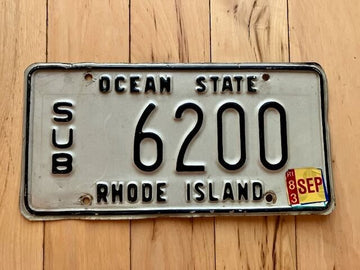 OCEAN STATE
SUB 6200
RHODE ISLAND
RI 83 SEP